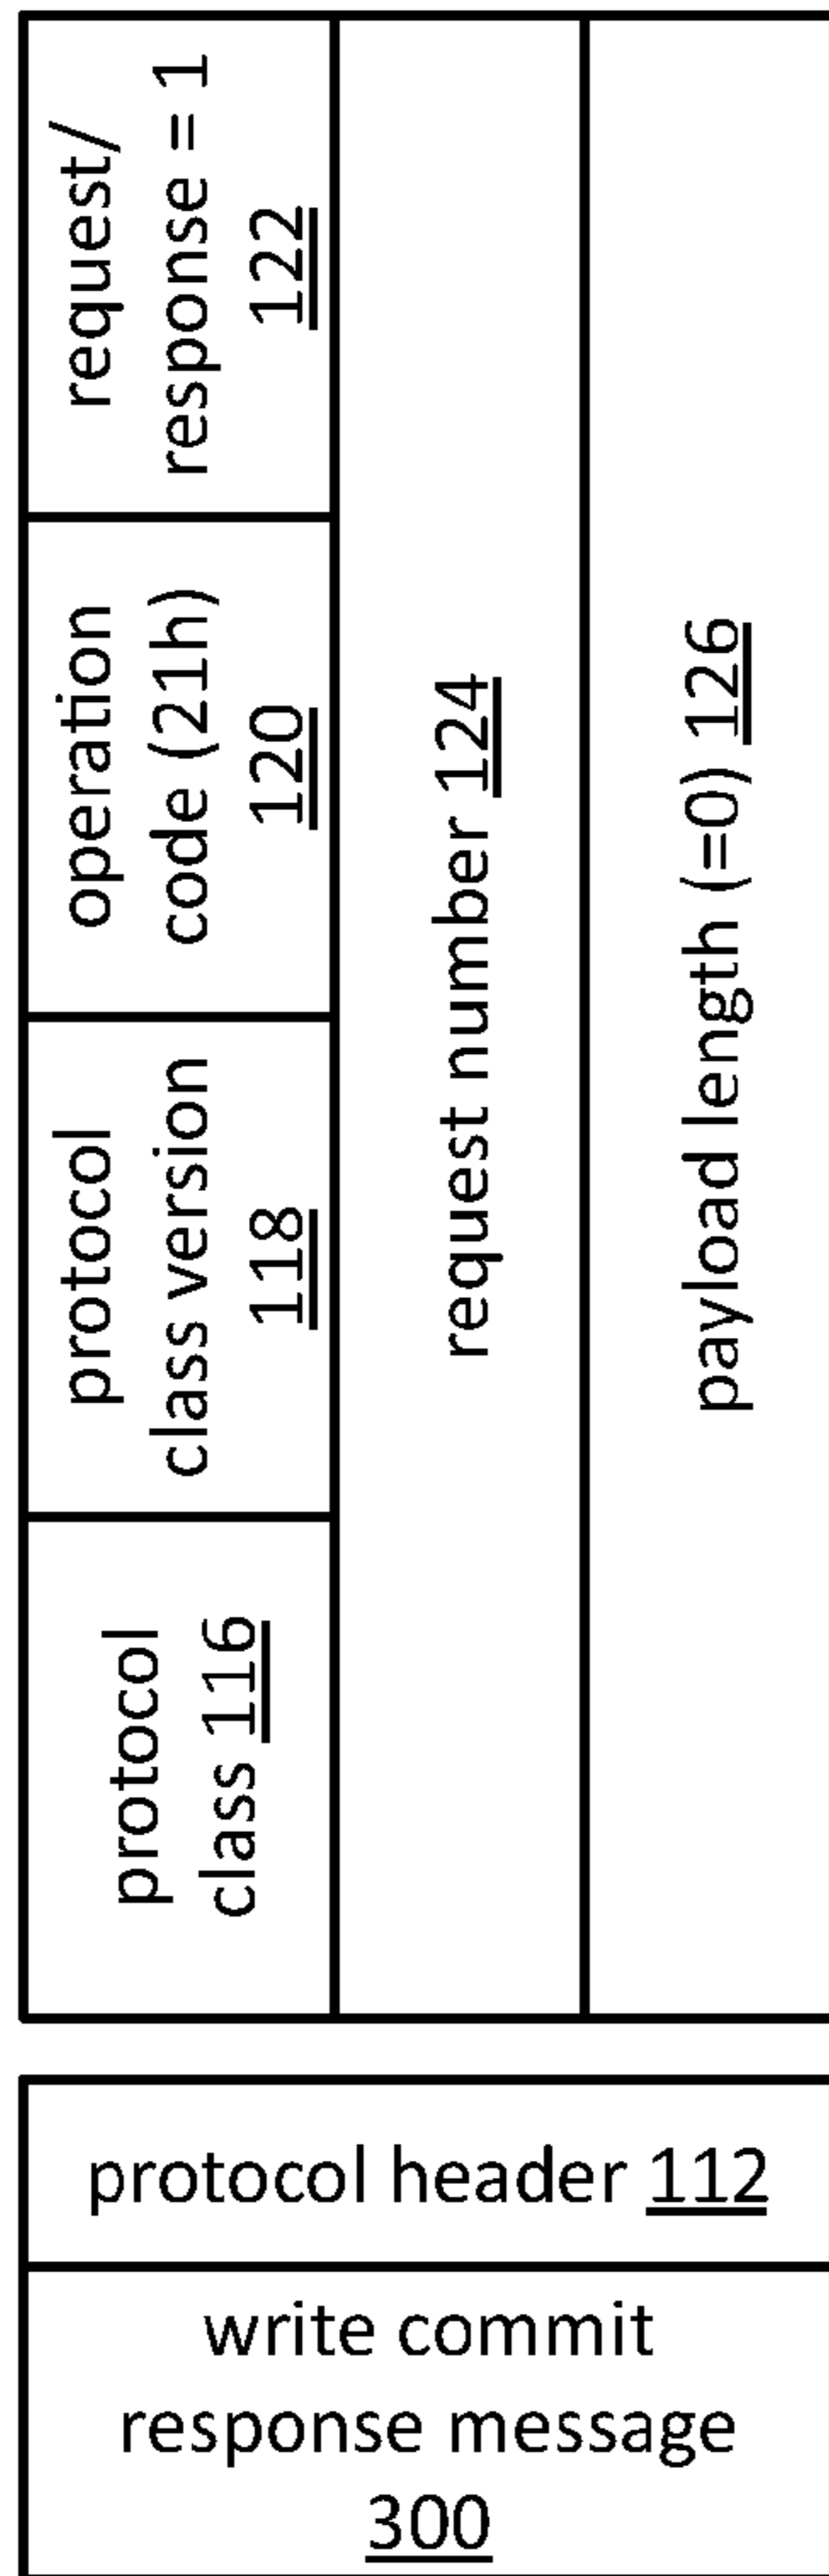 write commit
response message
300
protocol header 112
protocol
class 116
protocol
class version
118
operation
code (21h)
120
request/
response = 1
122
request number 124
payload length (=0) 126